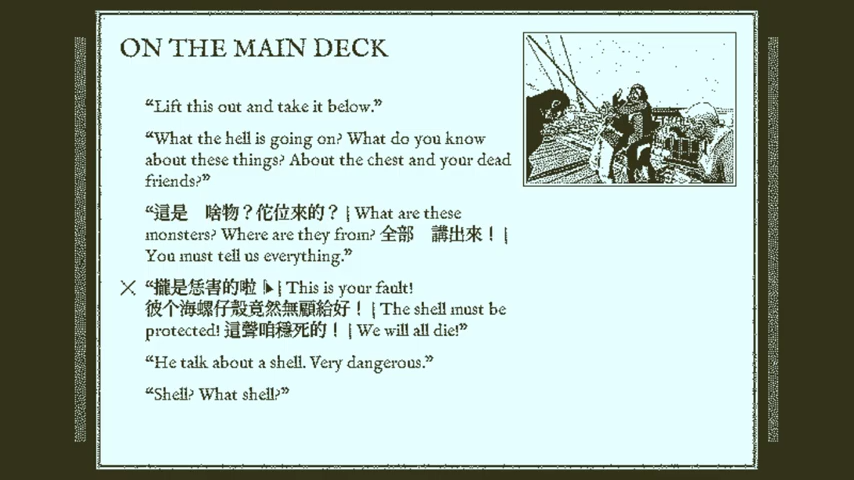 ON THE MAIN DECK
“Lift this out and take it below.”
“What the hell is going on? What do you know
about these things? About the chest and your dead
friends?”
“這是 啥物？佗位來的？ | What are these
monsters? Where are they from? 全部 講出來！ |
You must tell us everything.”
“攏是恁害的啦 | This is your fault!
彼个海螺仔殼竟然無顧給好！ | The shell must be
protected! 這聲咱穩死的！ | We will all die!”
“He talk about a shell. Very dangerous.”
“Shell? What shell?”